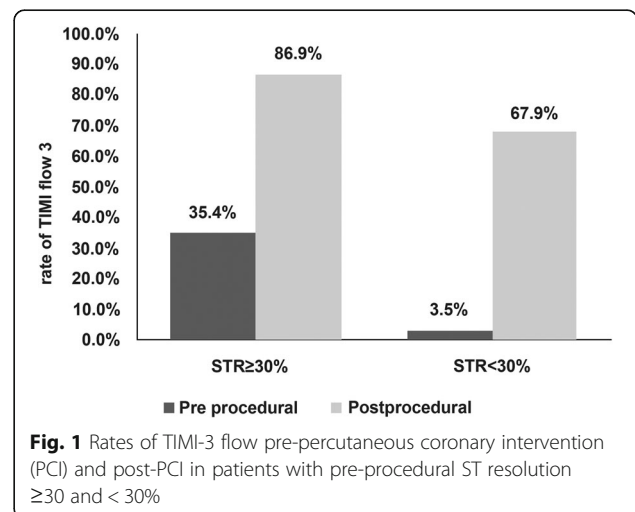 100.0%
90.0%
80.0%
70.0%
60.0%
50.0%
40.0%
30.0%
20.0%
10.0%
0.0%
rate of TIMI flow 3
86.9%
67.9%
35.4%
3.5%
STR≥30%
STR<30%
Pre procedural Postprocedural
Fig. 1 Rates of TIMI-3 flow pre-percutaneous coronary intervention
(PCI) and post-PCI in patients with pre-procedural ST resolution
≥30 and < 30%